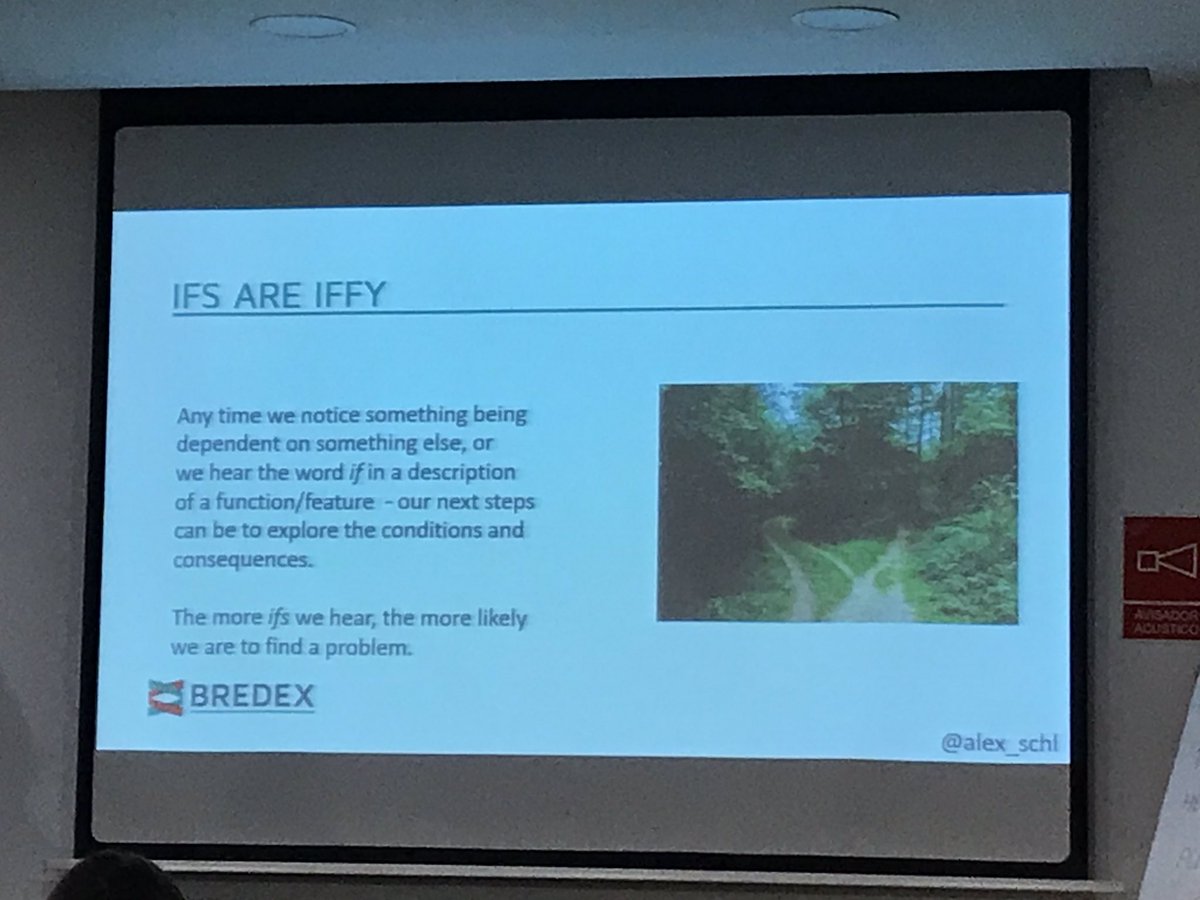 IFS ARE IFFY
Any time we notice something being
dependent on something else, or
we hear the word if in a description
of a function/feature - our next steps
can be to explore the conditions and
consequences.
The more ifs we hear, the more likely
we are to find a problem.
BREDEX
@alex_schl
AVISADOR
ACUSTICO